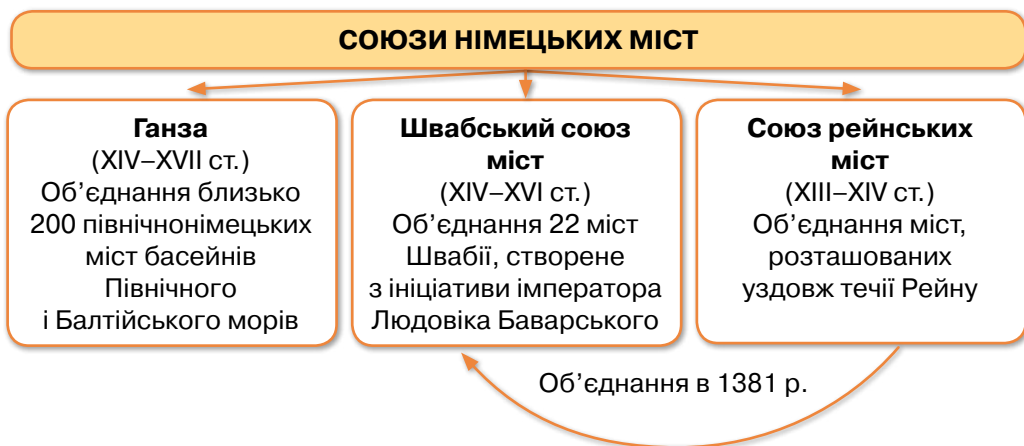 СОЮЗИ НІМЕЦЬКИХ МІСТ
Ганза
(XIV–XVII ст.)
Об’єднання близько
200 північнонімецьких
міст басейнів
Північного
і Балтійського морів
Швабський союз
міст
(XIV–XVI ст.)
Об’єднання 22 міст
Швабії, створене
з ініціативи імператора
Людовіка Баварського
Союз рейнських
міст
(XIII–XIV ст.)
Об’єднання міст,
розташованих
уздовж течії Рейну
Об’єднання в 1381 р.